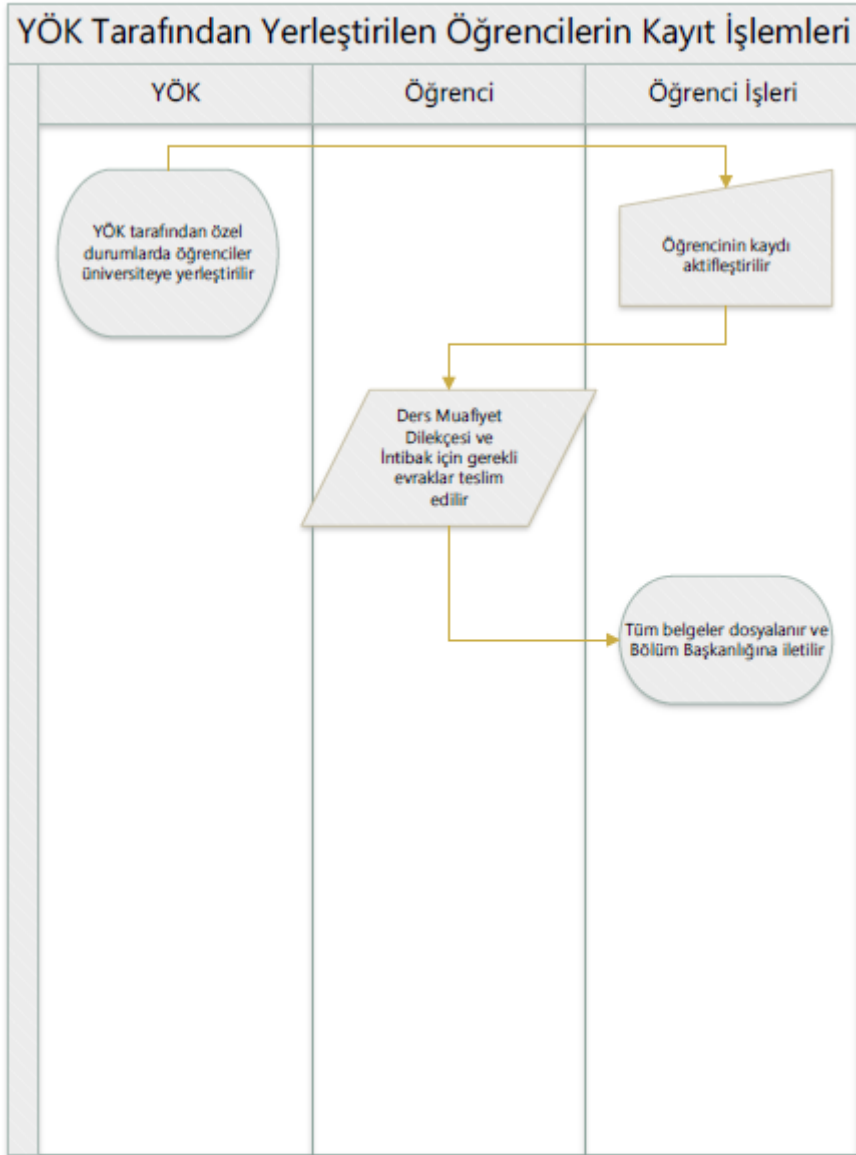 YÖK Tarafından Yerleştirilen Öğrencilerin Kayıt İşlemleri
YÖK
Öğrenci
Öğrenci İşleri
YÖK tarafından özel
durumlarda öğrenciler
üniversiteye yerleştirilir
Öğrencinin kaydı
aktifleştirilir
Ders Muafiyet
Dilekçesi ve
İntibak için gerekli
evraklar teslim
edilir
Tüm belgeler dosyalanır ve
Bölüm Başkanlığına iletilir